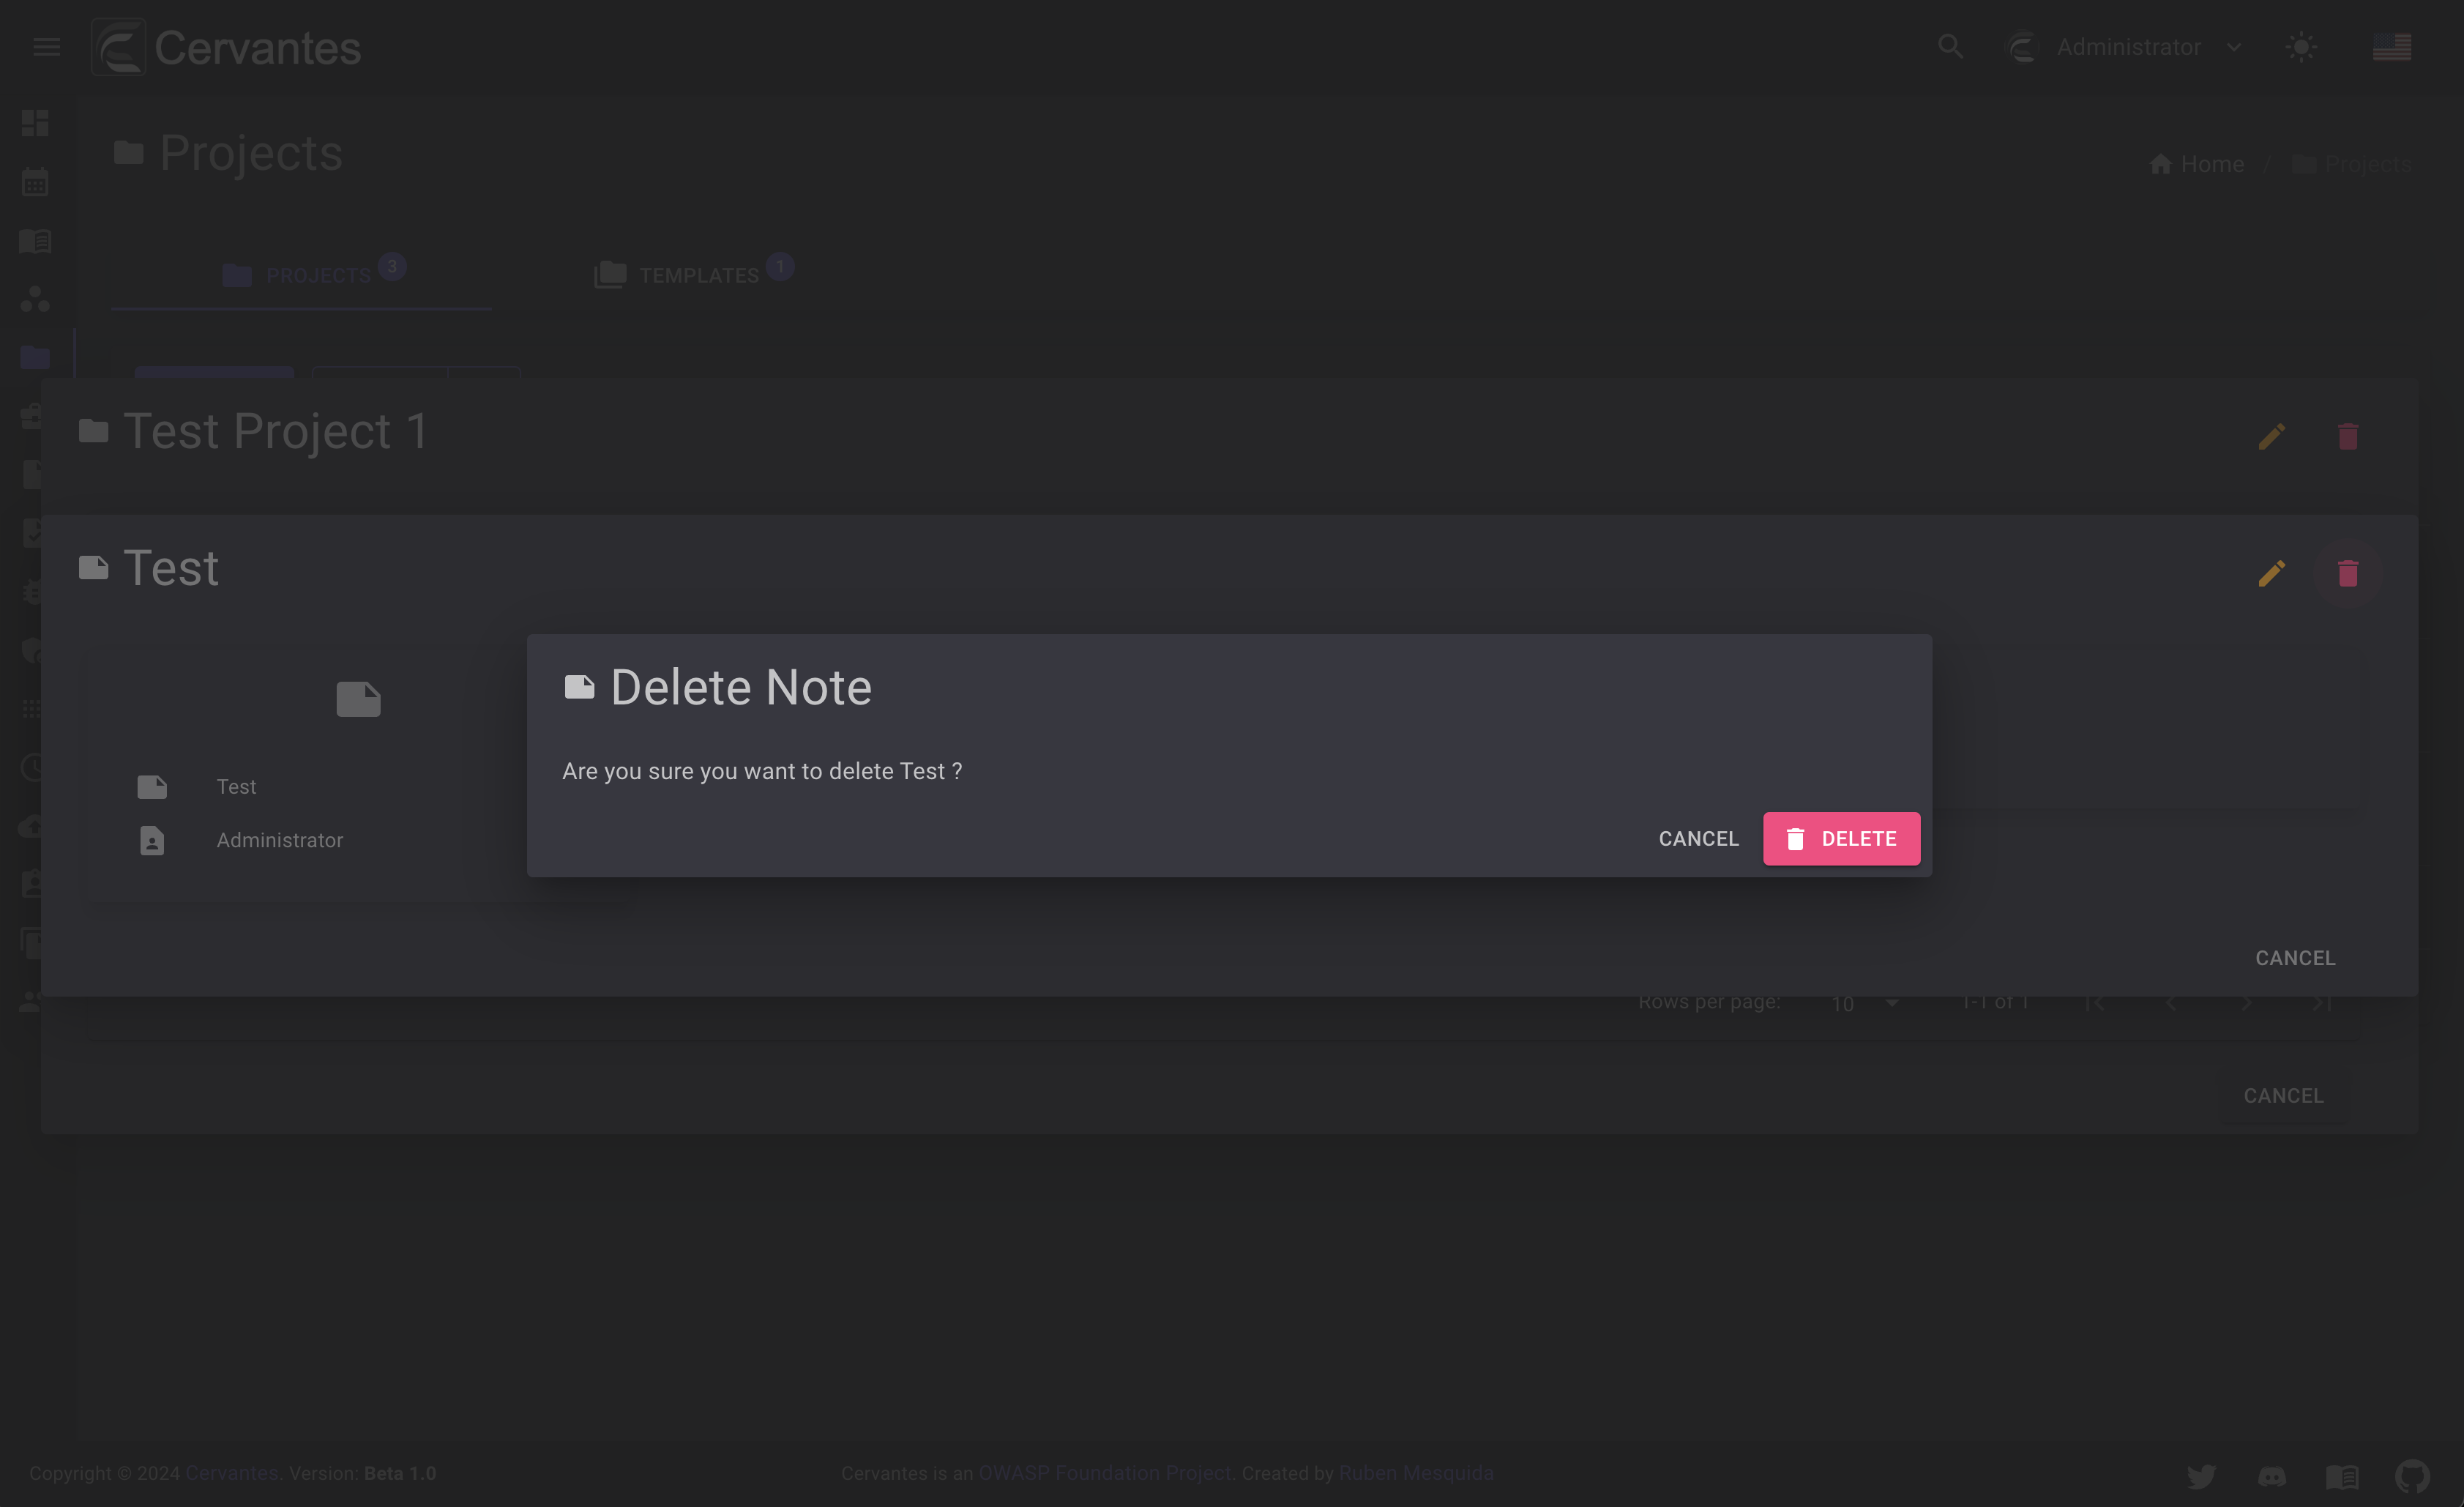 Cervantes
Administrator
Projects
Home / Projects
PROJECTS 3
TEMPLATES 1
Test Project 1
Test
Delete Note
Are you sure you want to delete Test ?
Test
Administrator
CANCEL
DELETE
CANCEL
Rows per page: 10 1-1 of 1
CANCEL
Copyright © 2024 Cervantes. Version: Beta 1.0
Cervantes is an OWASP Foundation Project. Created by Ruben Mesquida